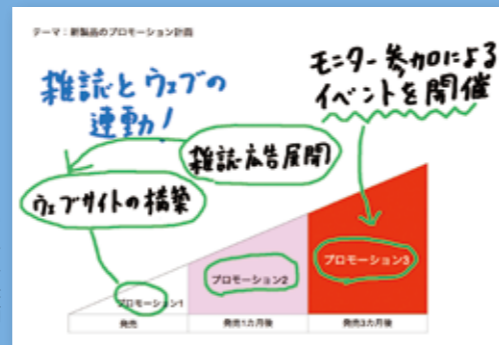 テーマ:新製品のプロモーション計画
雑誌とウェブの
連動!
モニター参加による
イベントを開催
雑誌広告展開
ウェブサイトの構築
プロモーション1
プロモーション2
プロモーション3
発売
発売1カ月後
発売3カ月後